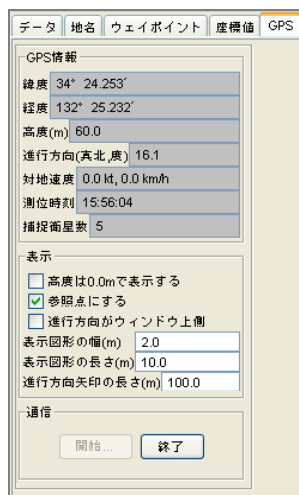 データ 地名 ウェイポイント 座標値 GPS
GPS情報
緯度 34° 24.253′
経度 132° 25.232′
高度(m) 60.0
進行方向(真北,度) 16.1
対地速度 0.0 kt, 0.0 km/h
測位時刻 15:56:04
捕捉衛星数 5
表示
高度は0.0mで表示する
参照点にする
進行方向がウィンドウ上側
表示図形の幅(m) 2.0
表示図形の長さ(m) 10.0
進行方向矢印の長さ(m) 100.0
通信
開始... 終了